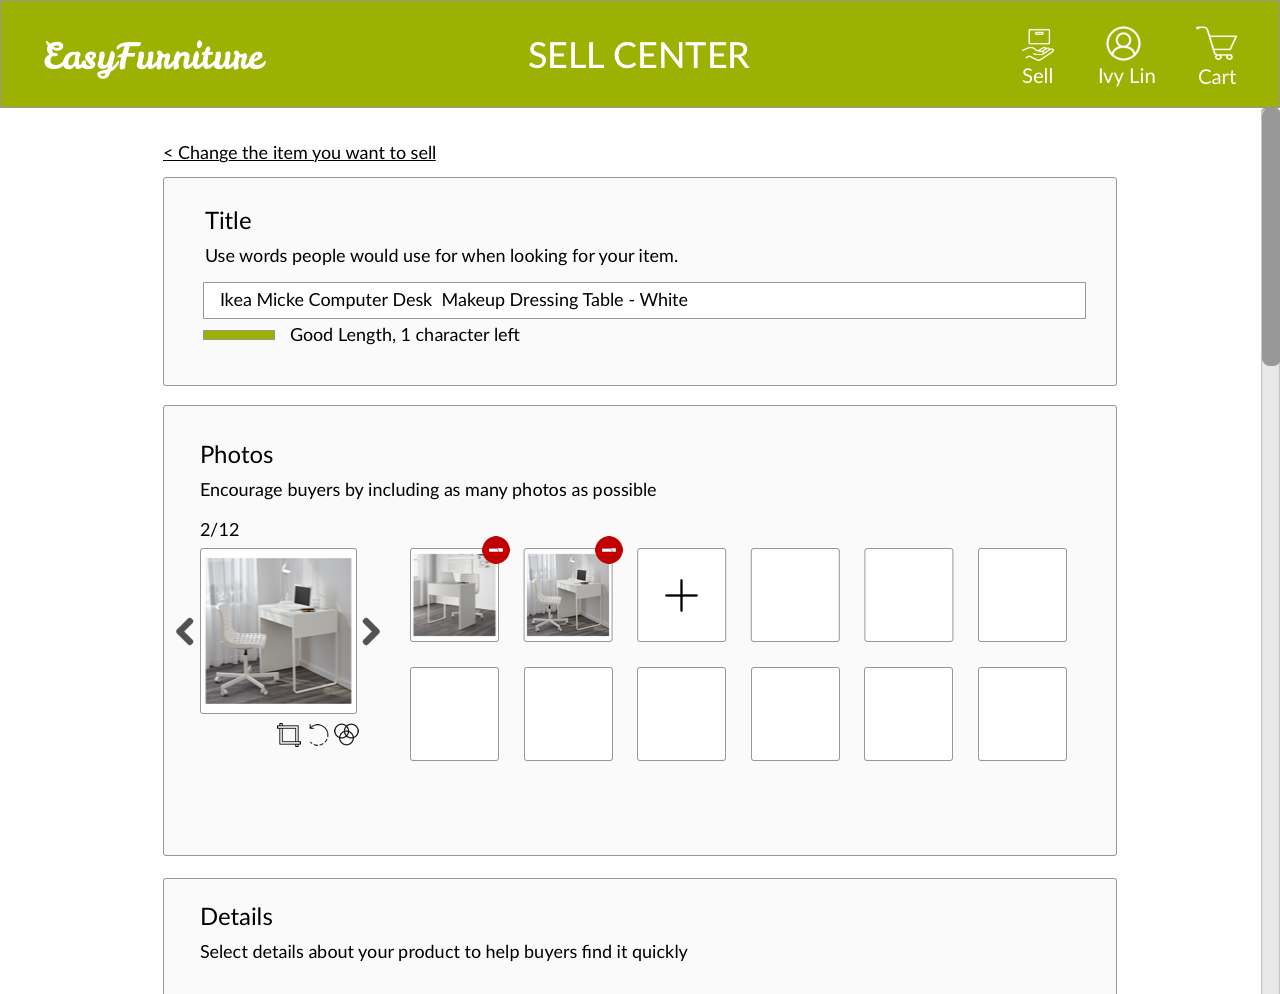 EasyFurniture
SELL CENTER
Sell
Ivy Lin
Cart
< Change the item you want to sell
Title
Use words people would use for when looking for your item.
Ikea Micke Computer Desk  Makeup Dressing Table - White
Good Length, 1 character left
Photos
Encourage buyers by including as many photos as possible
2/12
Details
Select details about your product to help buyers find it quickly